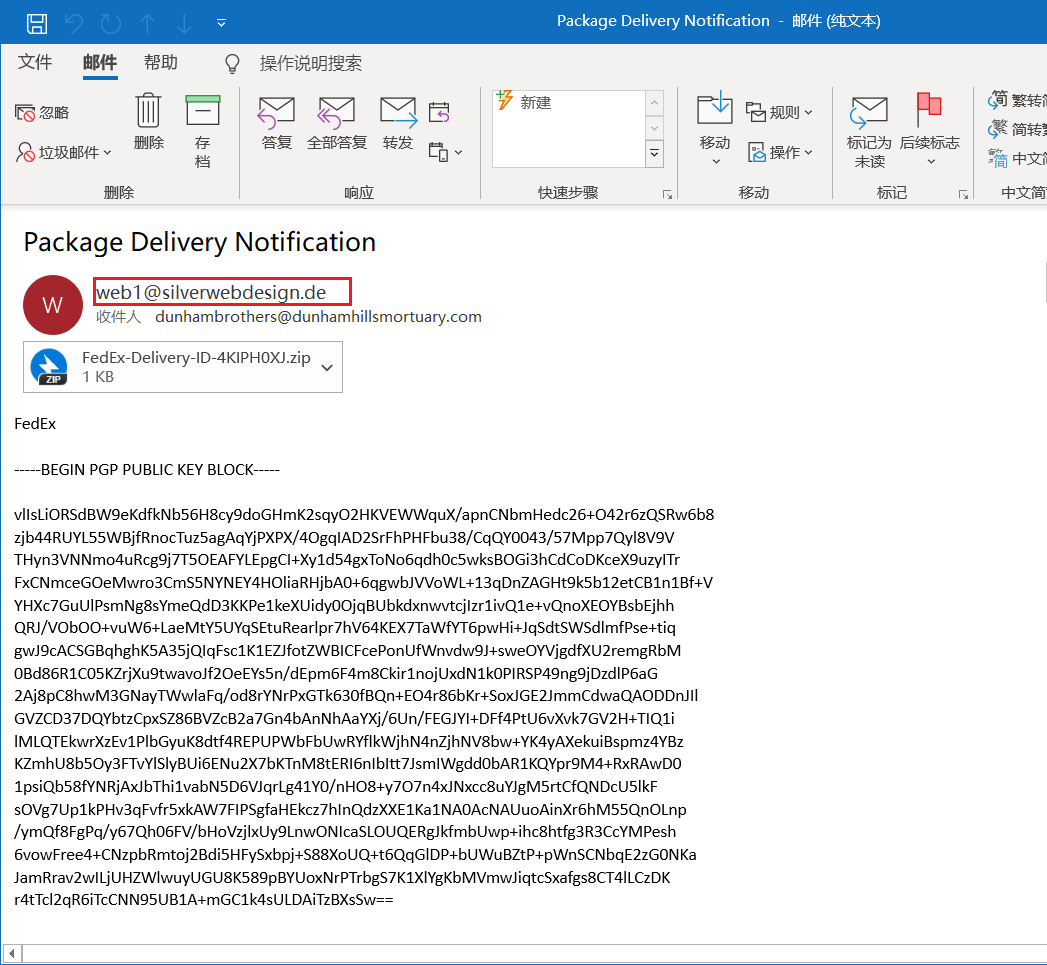 Package Delivery Notification - 邮件 (纯文本)
文件 邮件 帮助 操作说明搜索
忽略
垃圾邮件
删除
存档
答复
全部答复
转发
新建
移动
规则
操作
标记为未读
后续标志
繁转简
简转繁
中文简
删除 响应 快速步骤 移动 标记 中文简
Package Delivery Notification
W
web1@silverwebdesign.de
收件人 dunhambrothers@dunhamhillsmortuary.com
FedEx-Delivery-ID-4KIPH0XJ.zip
ZIP
1 KB
FedEx
-----BEGIN PGP PUBLIC KEY BLOCK-----
vlIsLiORSdBW9eKdfkNb56H8cy9doGHmK2sqyO2HKVEWWquX/apnCNbmHedc26+O42r6zQSRw6b8
zjb44RUYL55WBjfRnocTuz5agAqYjPXPX/4OgqIAD2SrFhPHFbu38/CqQY0043/57Mpp7Qyl8V9V
THyn3VNNmo4uRcg9j7T5OEAFYLEpgCI+Xy1d54gxToNo6qdh0c5wksBOGi3hCdCoDKceX9uzyITr
FxCNmceGOeMwro3CmS5NYNEY4HOliaRHjbA0+6qgwbJVVoWL+13qDnZAGHt9k5b12etCB1n1Bf+V
YHXc7GuUlPsmNg8sYmeQdD3KKPe1keXUidy0OjqBUbkdxnwvtcjIzr1ivQ1e+vQnoXEOYBsbEjhh
QRJ/VObOO+vuW6+LaeMtY5UYqSEtuRearlpr7hV64KEX7TaWfYT6pwHi+JqSdtSWSdlmfPse+tiq
gwJ9cACSGBqhghK5A35jQIqFsc1K1EZJfotZWBICFcePonUfWnvdw9J+sweOYVjgdfXU2remgRbM
0Bd86R1C05KZrjXu9twavoJf2OeEYs5n/dEpm6F4m8Ckir1nojUxdN1k0PIRSP49ng9jDzdlP6aG
2Aj8pC8hwM3GNayTWwlaFq/od8rYNrPxGTk630fBQn+EO4r86bKr+SoxJGE2JmmCdwaQAODDnJIl
GVZCD37DQYbtzCpxSZ86BVZcB2a7Gn4bAnNhAaYXj/6Un/FEGJYI+DFf4PtU6vXvk7GV2H+TIQ1i
lMLQTEkwrXzEv1PlbGyuK8dtf4REPUPWbFbUwRYflkWjhN4nZjhNV8bw+YK4yAXekuiBspmz4YBz
KZmhU8b5Oy3FTvYlSlyBUi6ENu2X7bKTnM8tERI6nIbItt7JsmIWgdd0bAR1KQYpr9M4+RxRAwD0
1psiQb58fYNRjAxJbThi1vabN5D6VJqrLg41Y0/nHO8+y7O7n4xJNxcc8uYJgM5rtCfQNDcU5lkF
sOVg7Up1kPHv3qFvfr5xkAW7FIPSgfaHEkcz7hInQdzXXE1Ka1NA0AcNAUuoAinXr6hM55QnOLnp
/ymQf8FgPq/y67Qh06FV/bHoVzjlxUy9LnwONIcaSLOUQERgJkfmbUwp+ihc8htfg3R3CcYMPesh
6vowFree4+CNzpbRmtoj2Bdi5HFySxbpj+S88XoUQ+t6QqGlDP+bUWuBZtP+pWnSCNbqE2zG0NKa
JamRrav2wILjUHZWlwuyUGU8K589pBYUoxNrPTrbgS7K1XlYgKbMVmwJiqtcSxafgs8CT4lLCzDK
r4tTcl2qR6iTcCNN95UB1A+mGC1k4sULDAiTzBXsSw==